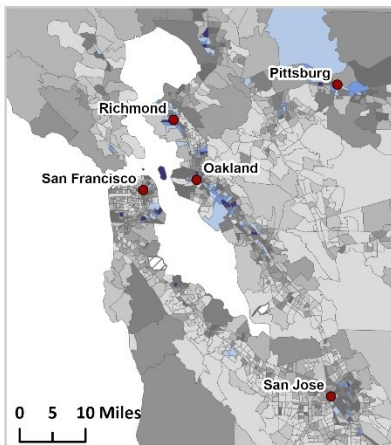 Pittsburg
Richmond
Oakland
San Francisco
San Jose
0 5 10 Miles